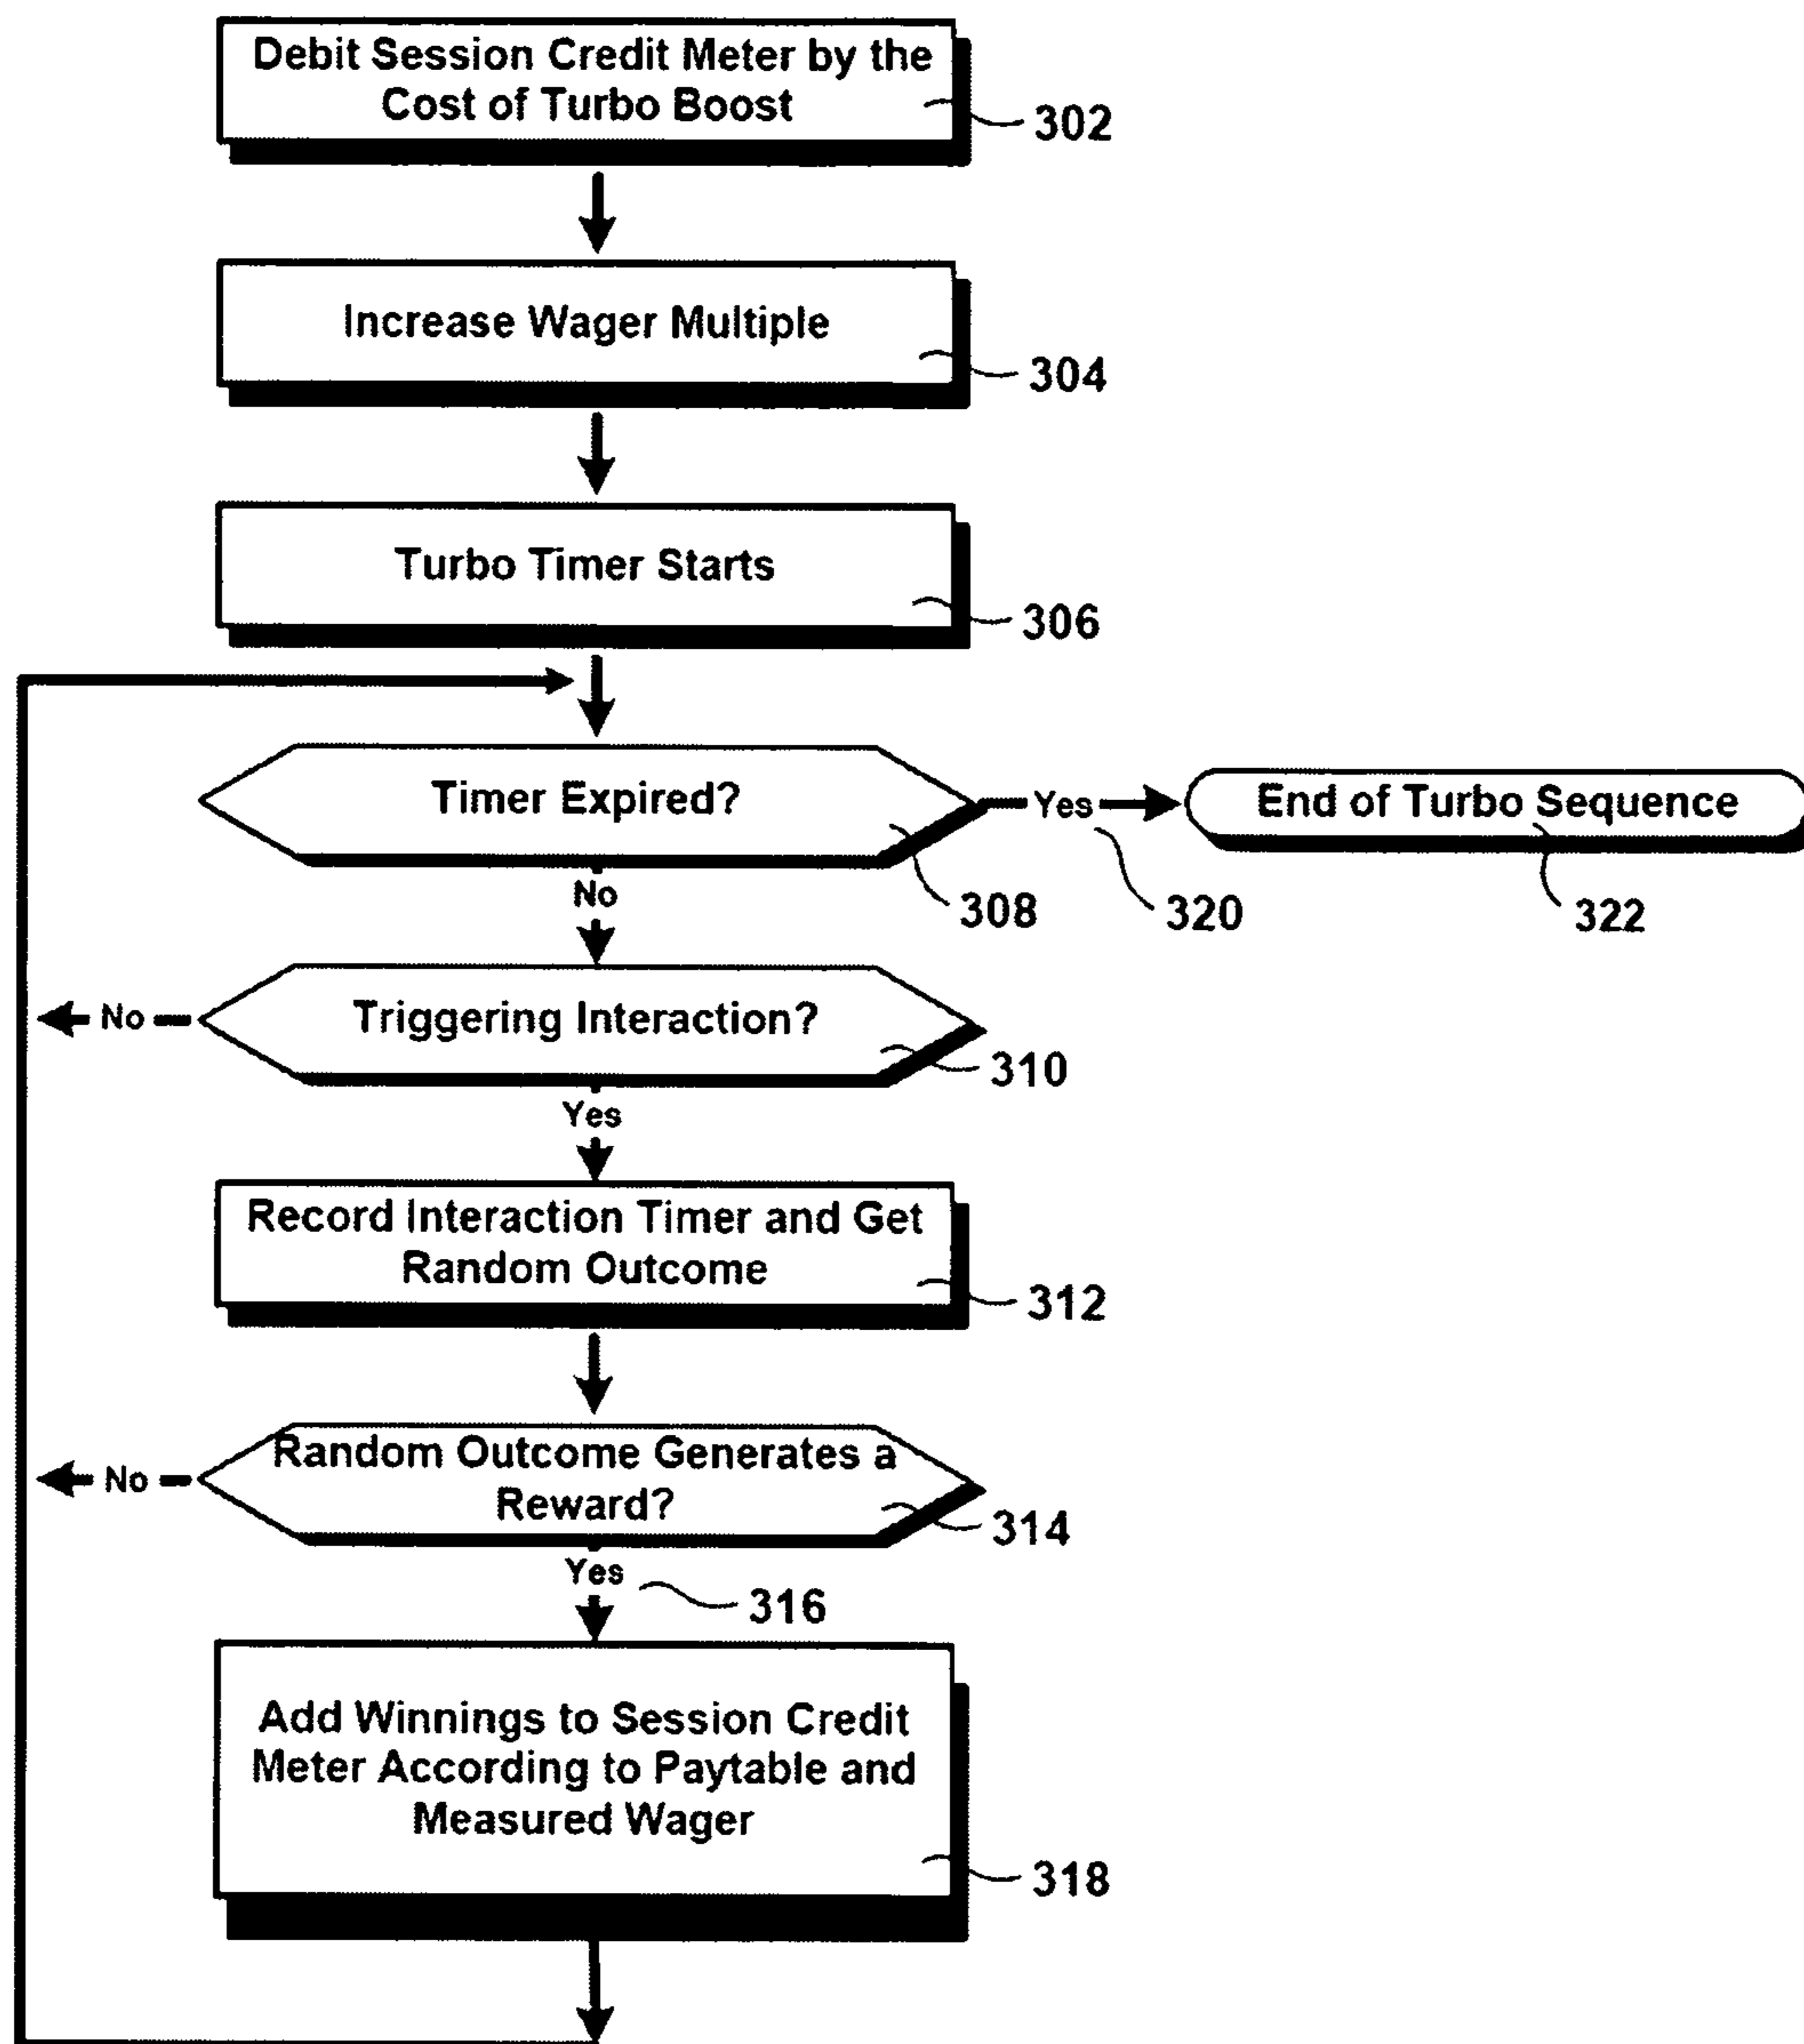 Debit Session Credit Meter by the
Cost of Turbo Boost
302
Increase Wager Multiple
304
Turbo Timer Starts
306
Timer Expired?
308
Yes
320
End of Turbo Sequence
322
No
Triggering Interaction?
310
No
Yes
Record Interaction Timer and Get
Random Outcome
312
Random Outcome Generates a
Reward?
314
No
Yes
316
Add Winnings to Session Credit
Meter According to Paytable and
Measured Wager
318